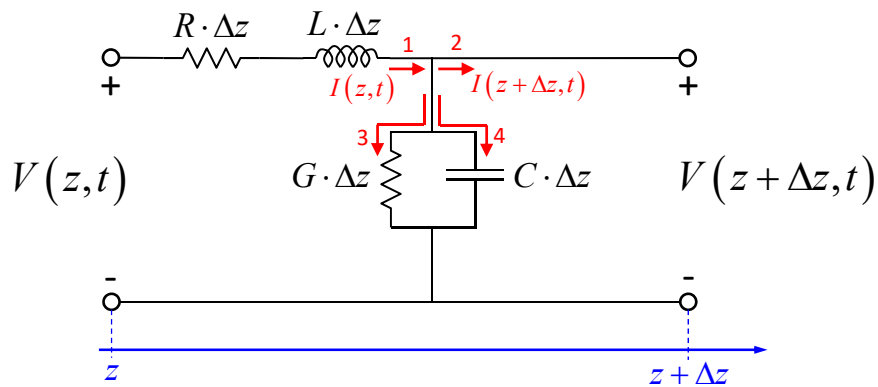 R · Δz
L · Δz
1
2
I(z,t)
I(z + Δz,t)
+
+
3
4
V(z,t)
G · Δz
C · Δz
V(z + Δz,t)
-
-
z
z + Δz